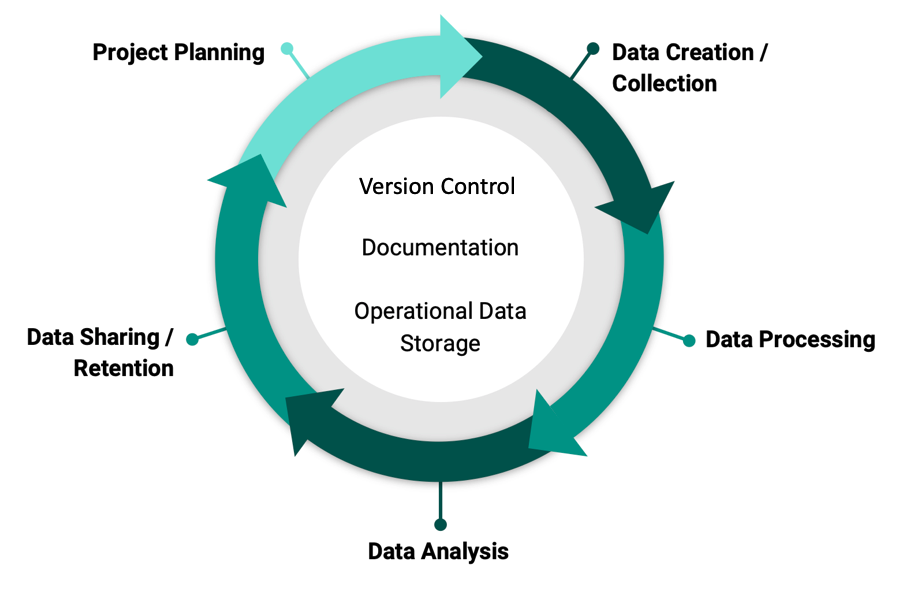 Project Planning
Data Creation /
Collection
Version Control
Documentation
Operational Data
Storage
Data Sharing /
Retention
Data Processing
Data Analysis